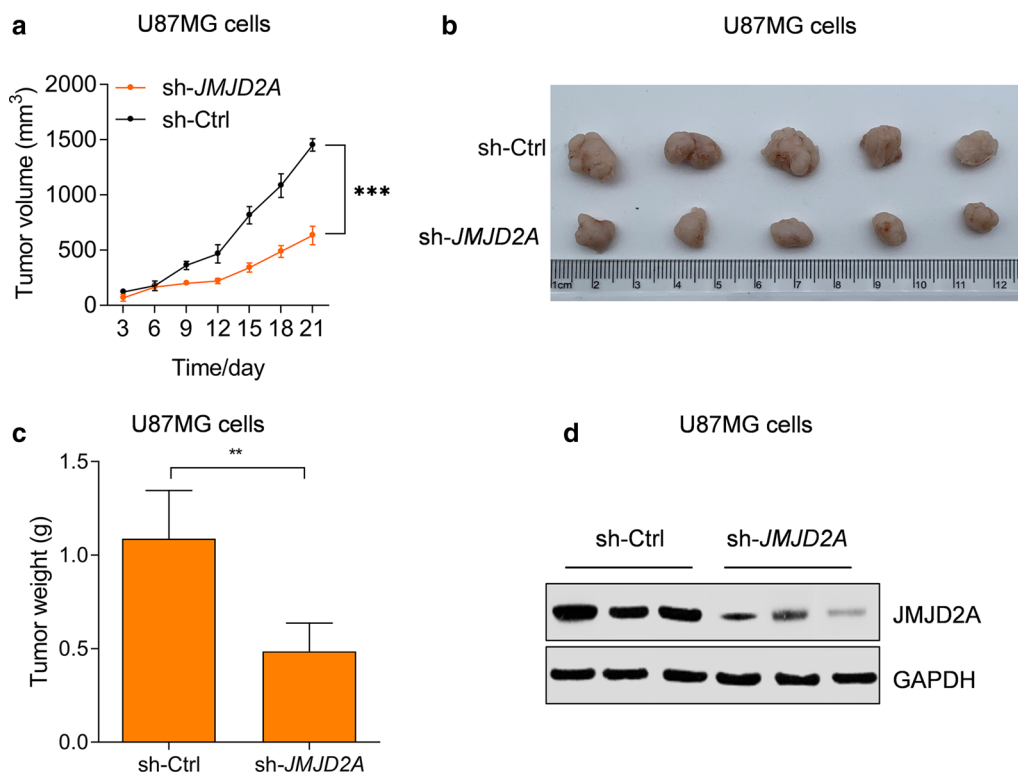 a
U87MG cells
Tumor volume (mm³)
2000
1500
1000
500
0
sh-JMJD2A
sh-Ctrl
***
3 6 9 12 15 18 21
Time/day
b
U87MG cells
sh-Ctrl
sh-JMJD2A
1cm 2 3 4 5 6 7 8 9 10 11 12
c
U87MG cells
Tumor weight (g)
1.5
1.0
0.5
0.0
**
sh-Ctrl sh-JMJD2A
d
U87MG cells
sh-Ctrl sh-JMJD2A
JMJD2A
GAPDH